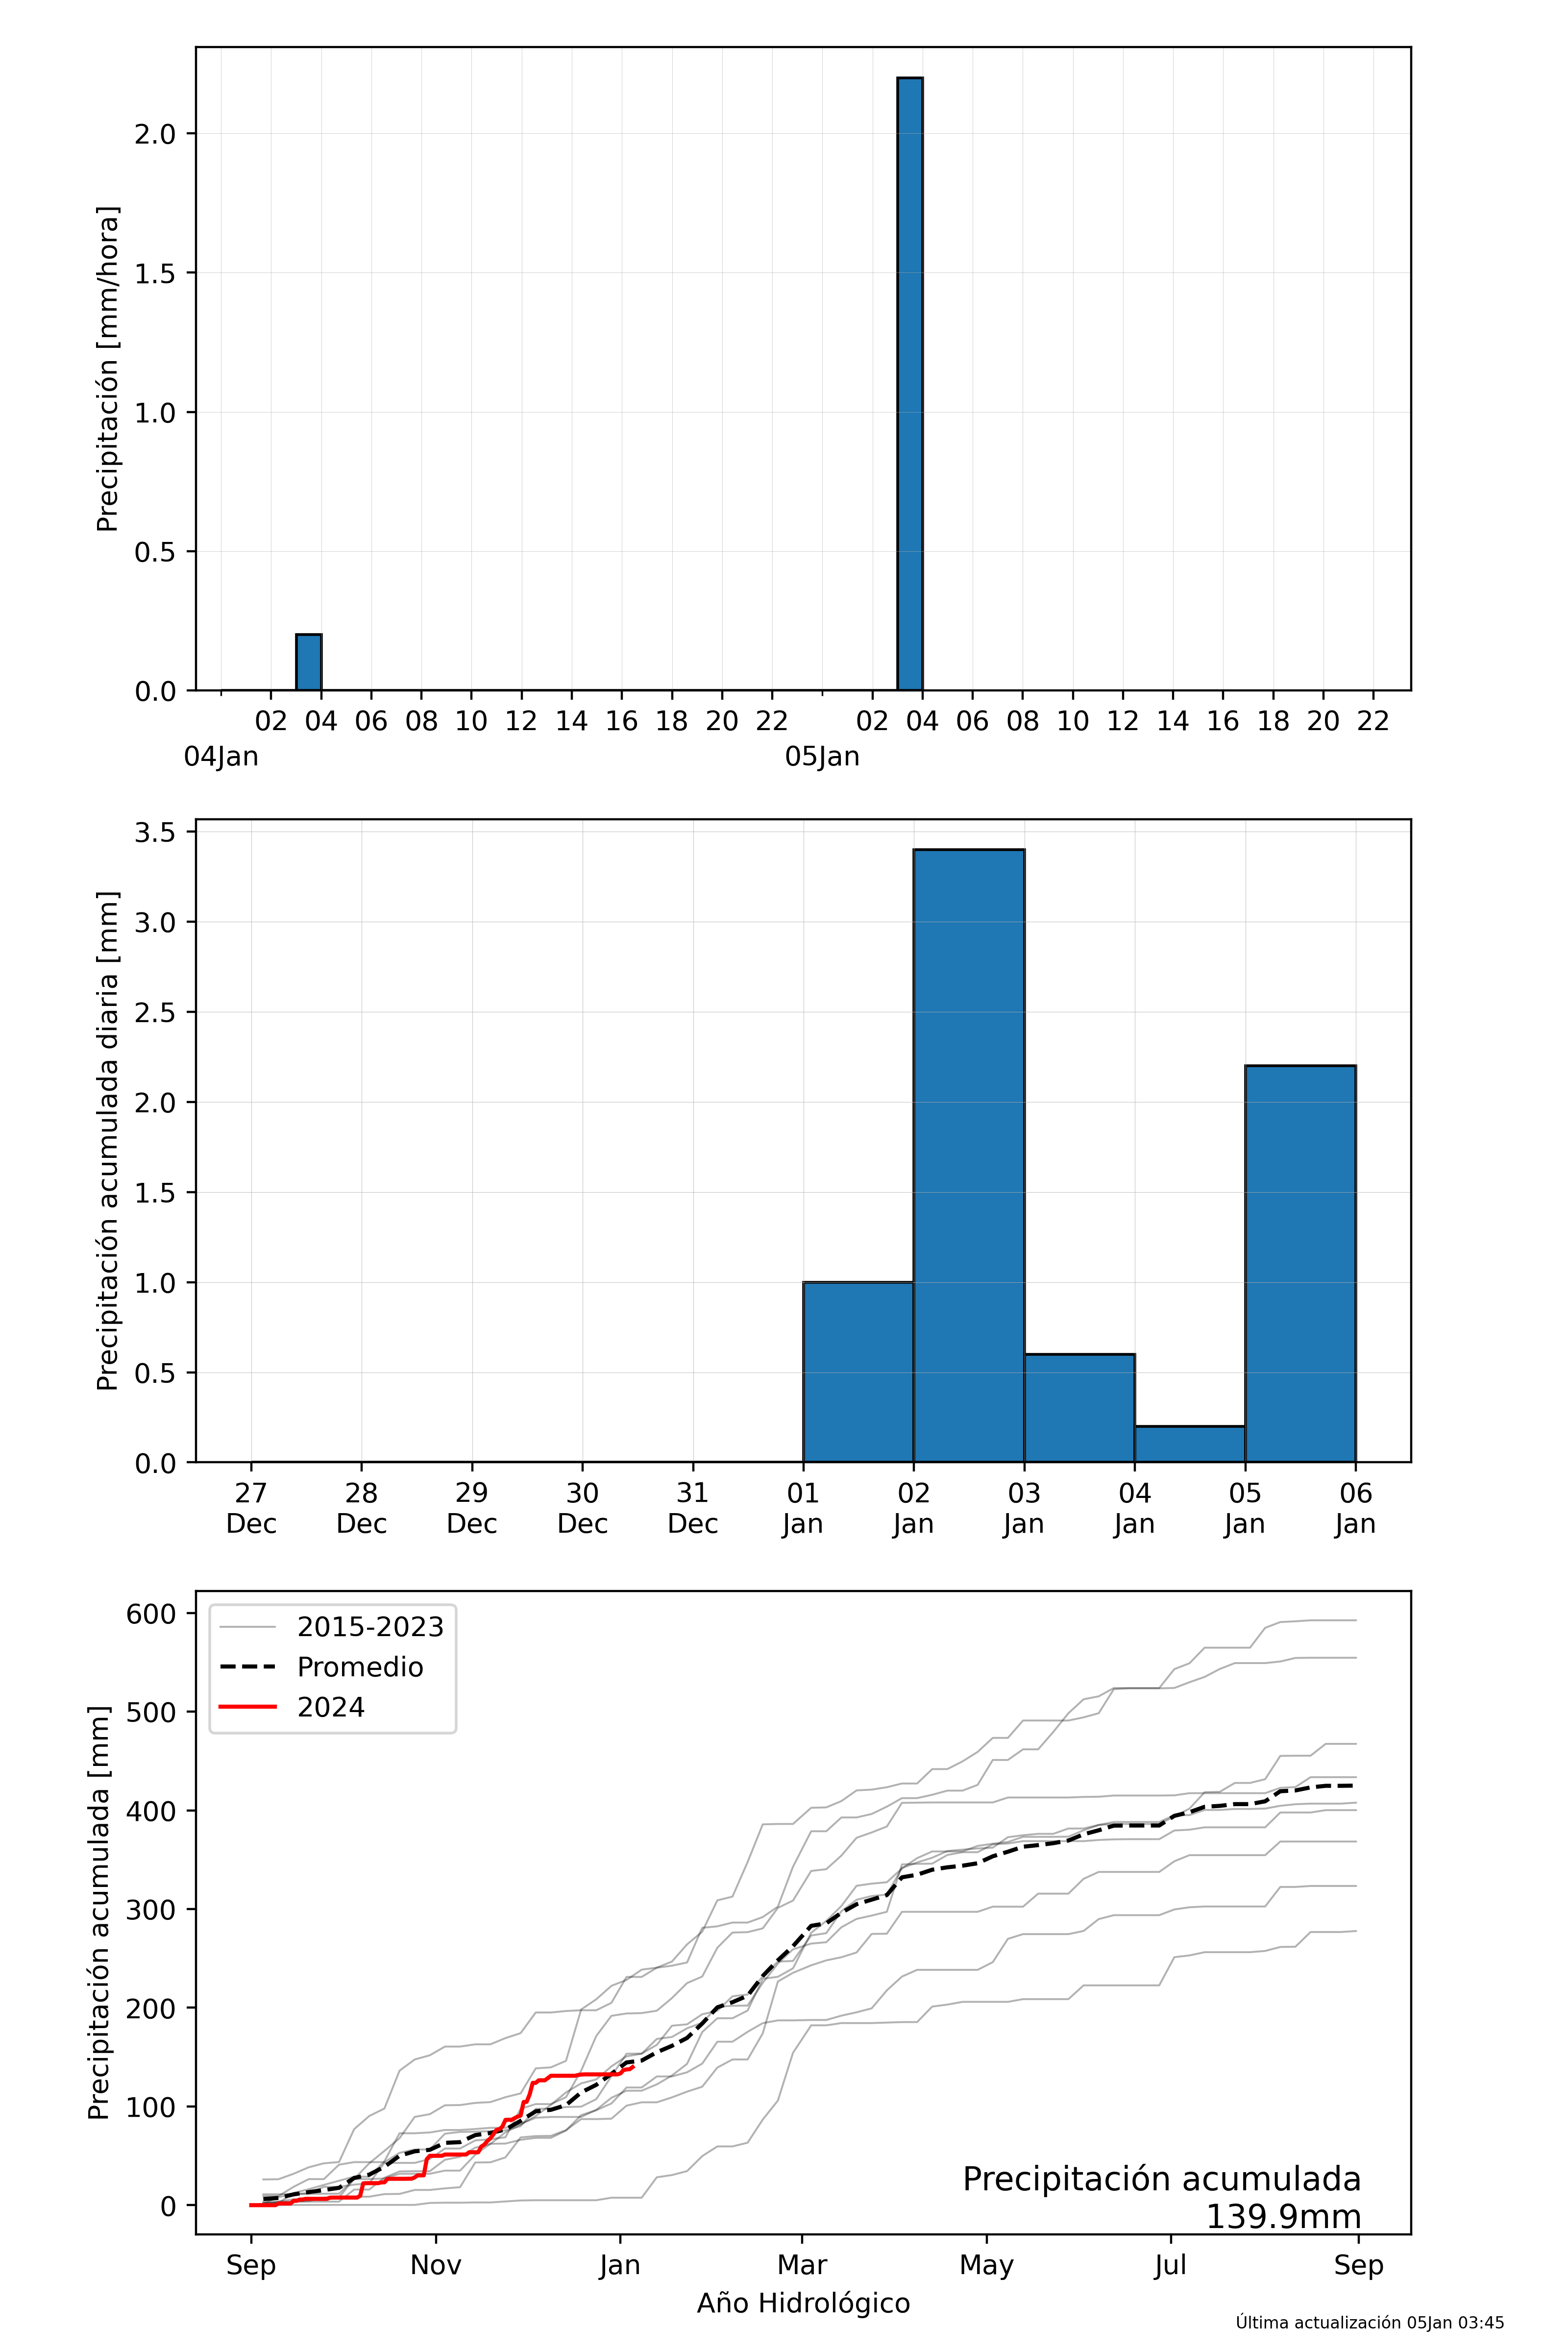 Precipitación [mm/hora]
2.0
1.5
1.0
0.5
0.0
02 04 06 08 10 12 14 16 18 20 22 02 04 06 08 10 12 14 16 18 20 22
04Jan 05Jan
Precipitación acumulada diaria [mm]
3.5
3.0
2.5
2.0
1.5
1.0
0.5
0.0
27 28 29 30 31 01 02 03 04 05 06
Dec Dec Dec Dec Dec Jan Jan Jan Jan Jan Jan
Precipitación acumulada [mm]
600
500
400
300
200
100
0
2015-2023
Promedio
2024
Precipitación acumulada
139.9mm
Sep Nov Jan Mar May Jul Sep
Año Hidrológico
Última actualización 05Jan 03:45